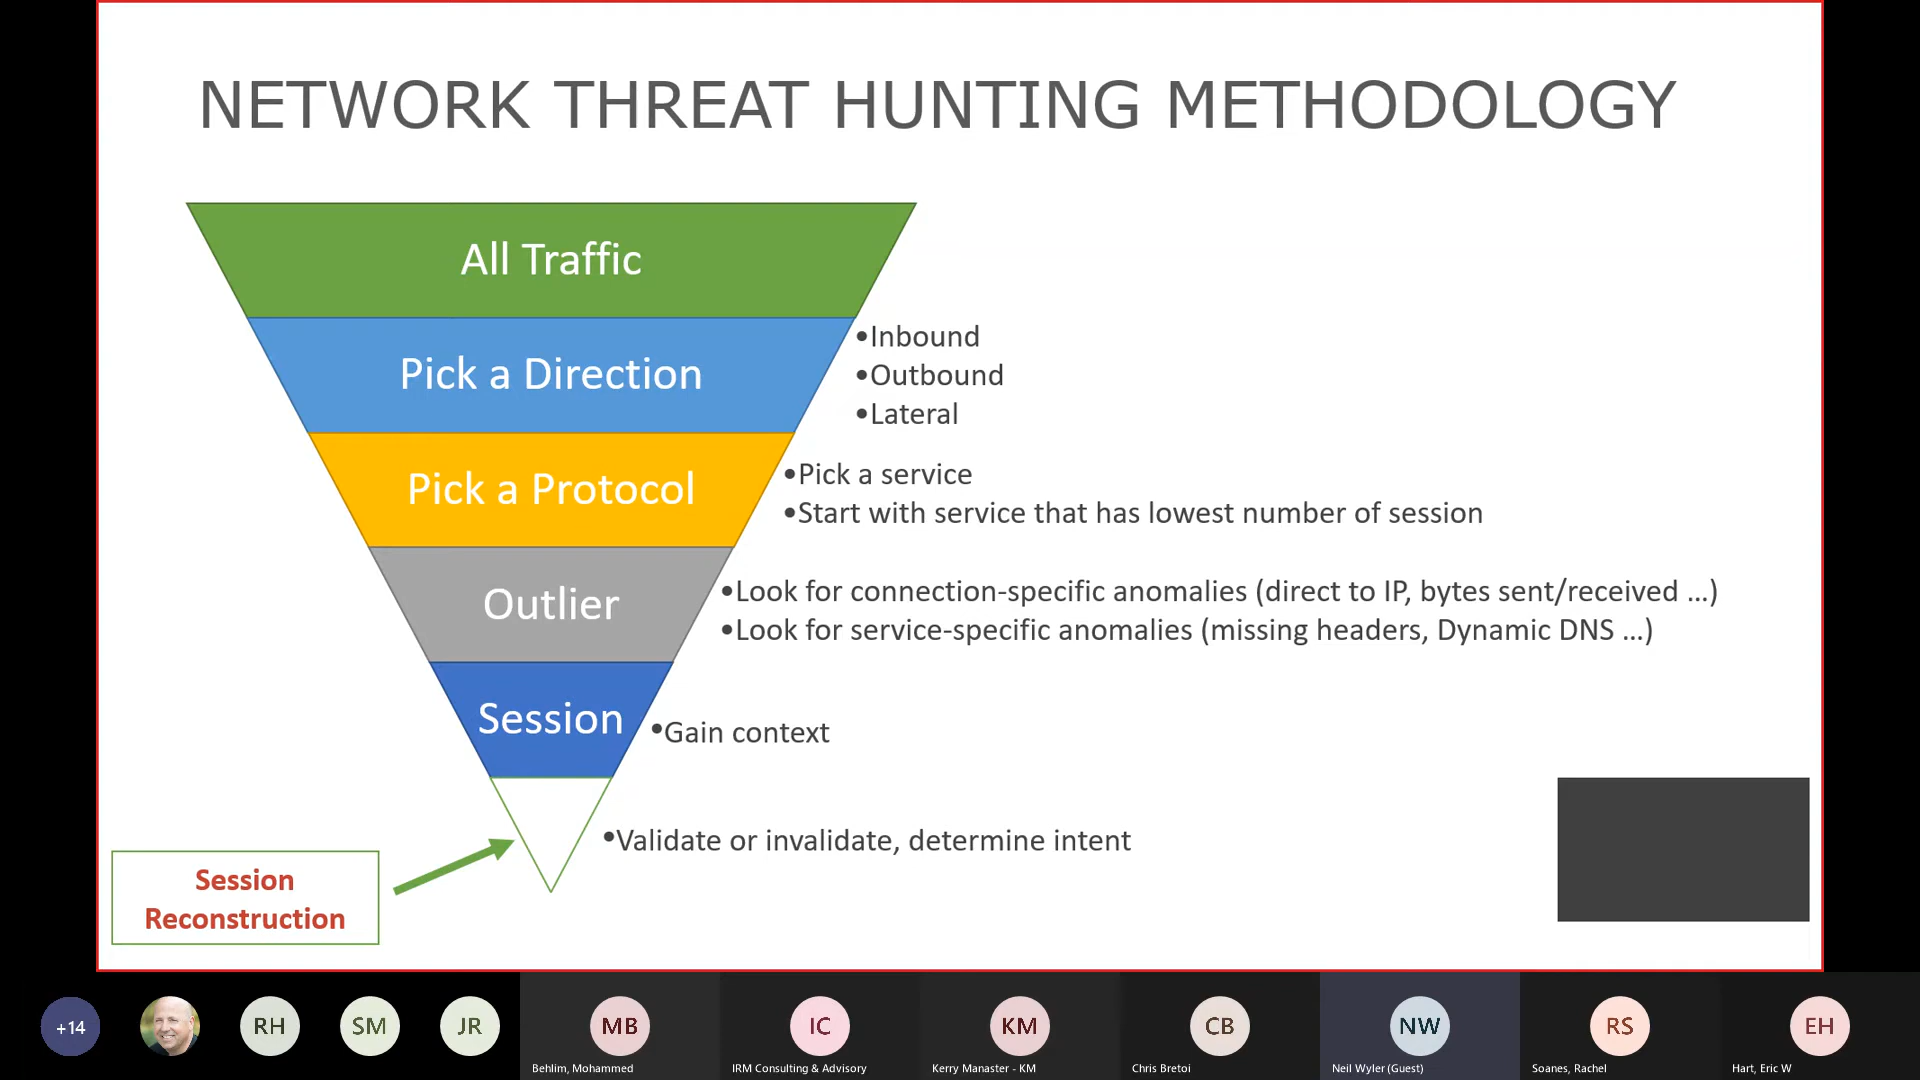 NETWORK THREAT HUNTING METHODOLOGY
All Traffic
Pick a Direction
•Inbound
•Outbound
•Lateral
Pick a Protocol
•Pick a service
•Start with service that has lowest number of session
Outlier
•Look for connection-specific anomalies (direct to IP, bytes sent/received ...)
•Look for service-specific anomalies (missing headers, Dynamic DNS ...)
Session
•Gain context
•Validate or invalidate, determine intent
Session
Reconstruction
+14
RH
SM
JR
MB
Behlim, Mohammed
IC
IRM Consulting & Advisory
KM
Kerry Manaster - KM
CB
Chris Bretoi
NW
Neil Wyler (Guest)
RS
Soanes, Rachel
EH
Hart, Eric W